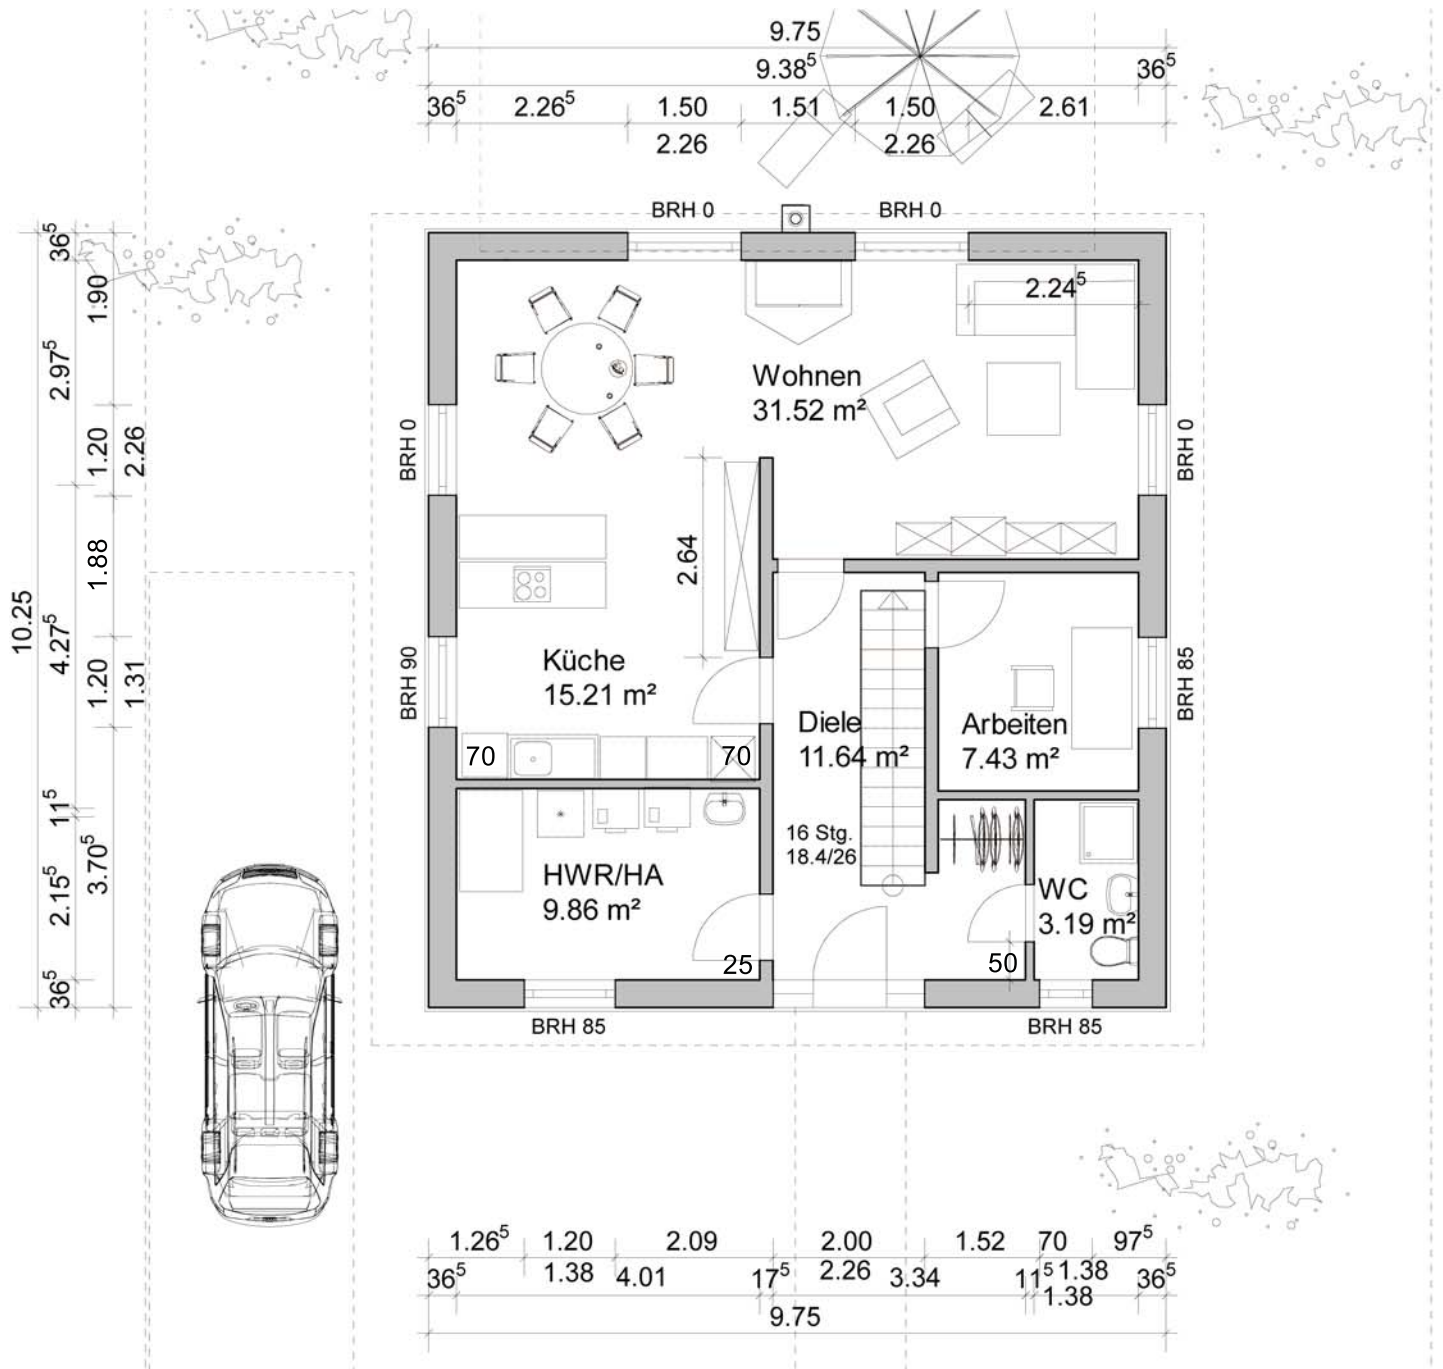 9.75
9.38⁵
36⁵
36⁵
2.26⁵
1.50
1.51
1.50
2.61
2.26
2.26
BRH 0
BRH 0
36⁵
1.90
2.97⁵
1.20
2.26
1.88
10.25
4.27⁵
1.20
1.31
11⁵
3.70⁵
2.15⁵
36⁵
BRH 0
BRH 90
2.24⁵
Wohnen
31.52 m²
BRH 0
2.64
Küche
15.21 m²
BRH 85
Diele
11.64 m²
Arbeiten
7.43 m²
70
70
16 Stg.
18.4/26
HWR/HA
9.86 m²
WC
3.19 m²
25
50
BRH 85
BRH 85
1.26⁵
1.20
2.09
2.00
1.52
70
97⁵
36⁵
1.38
4.01
17⁵
2.26
3.34
11⁵
1.38
36⁵
1.38
9.75